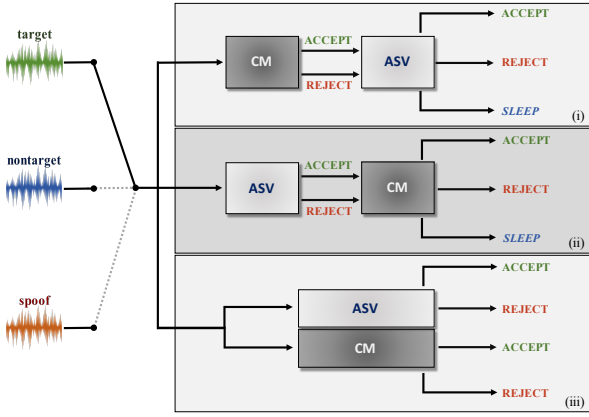 target
nontarget
spoof
ACCEPT
CM
ACCEPT
REJECT
ASV
REJECT
SLEEP
(i)
ACCEPT
ASV
ACCEPT
REJECT
CM
REJECT
SLEEP
(ii)
ACCEPT
ASV
REJECT
CM
ACCEPT
REJECT
(iii)